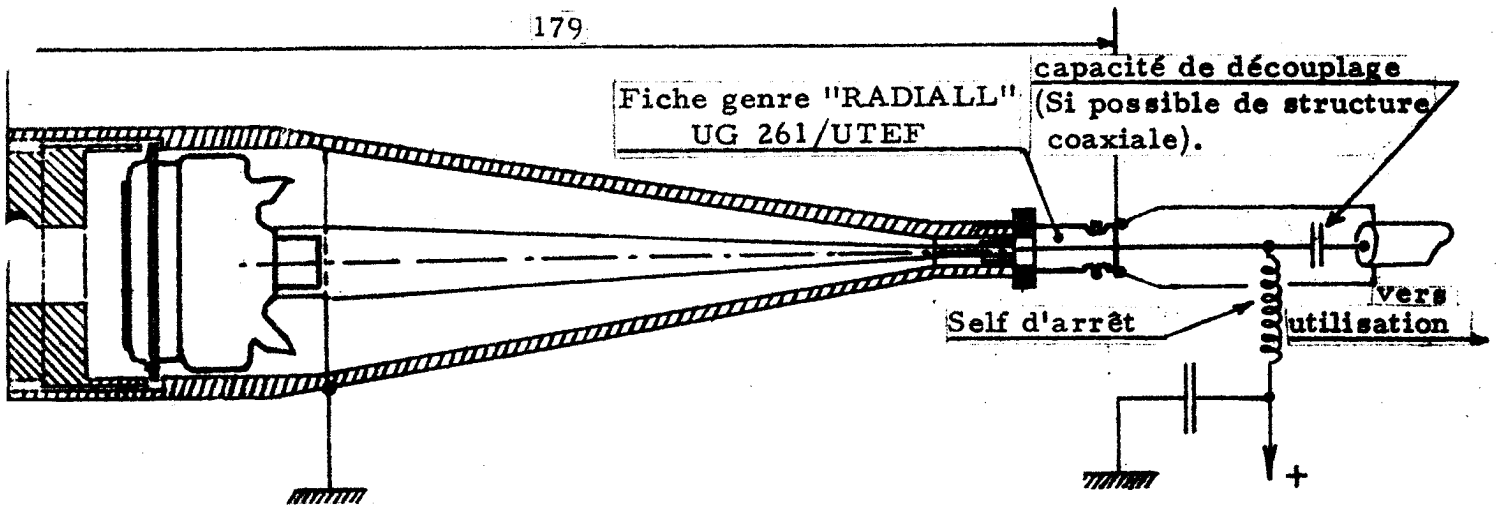 179
Fiche genre "RADIALL"
UG 261/UTEF
capacité de découplage
(Si possible de structure
coaxiale).
Self d'arrêt
vers
utilisation
+